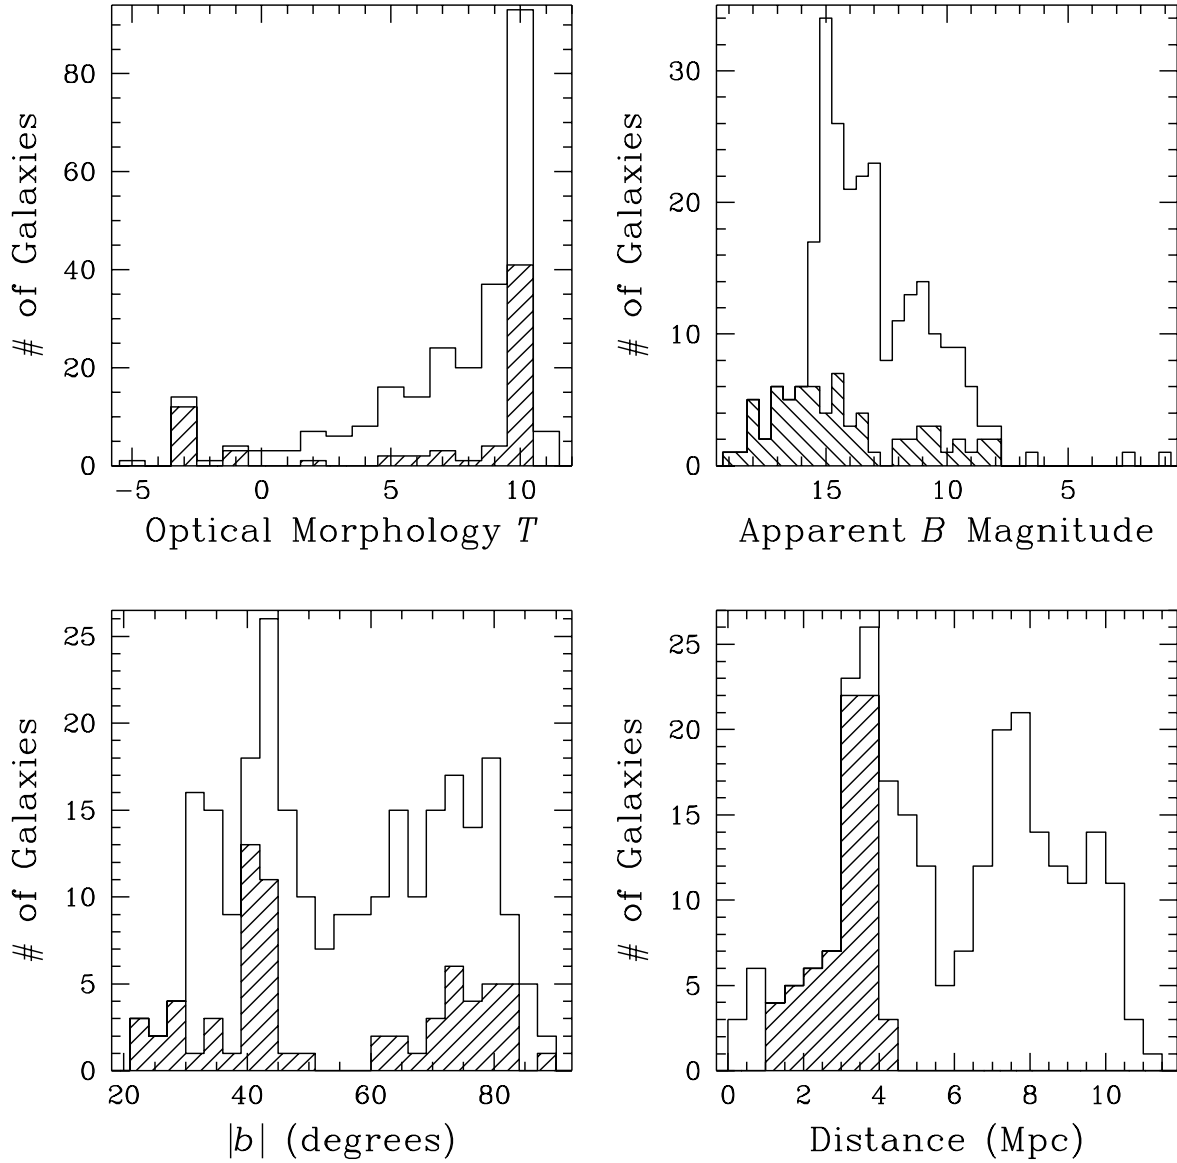 80
60
40
20
0
# of Galaxies
−5 0 5 10
Optical Morphology T
30
20
10
0
# of Galaxies
15 10 5
Apparent B Magnitude
25
20
15
10
5
0
# of Galaxies
20 40 60 80
|b| (degrees)
25
20
15
10
5
0
# of Galaxies
0 2 4 6 8 10
Distance (Mpc)